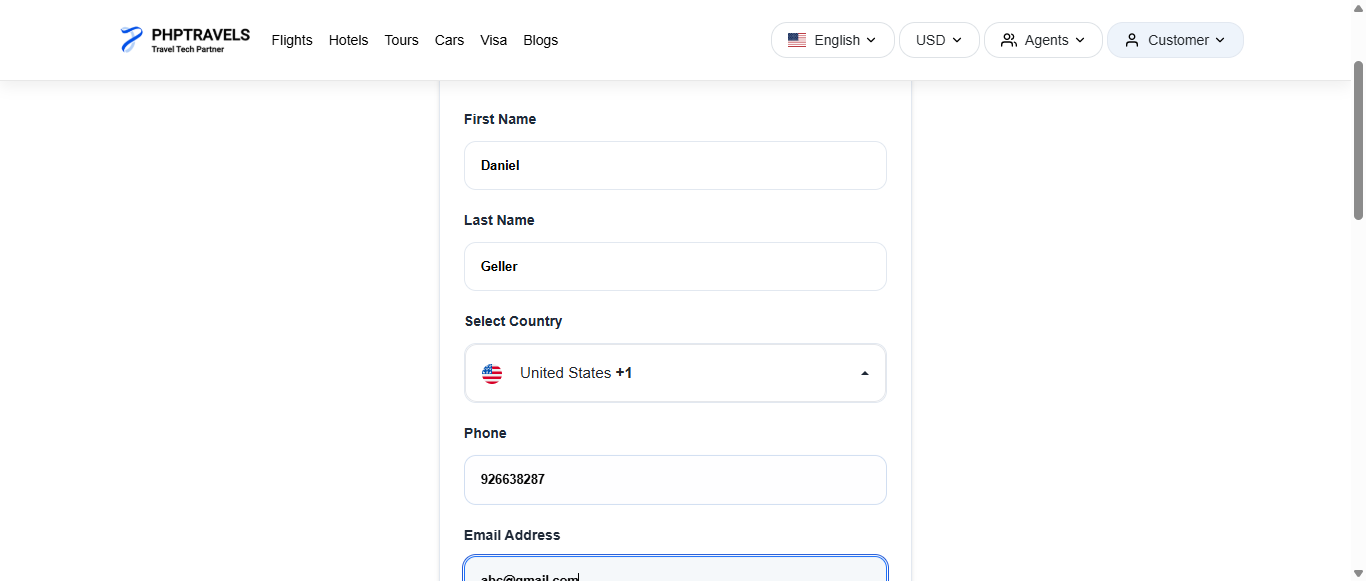 PHPTRAVELS
Travel Tech Partner
Flights Hotels Tours Cars Visa Blogs
English USD Agents Customer
First Name
Daniel
Last Name
Geller
Select Country
United States +1
Phone
926638287
Email Address
abc@gmail.com